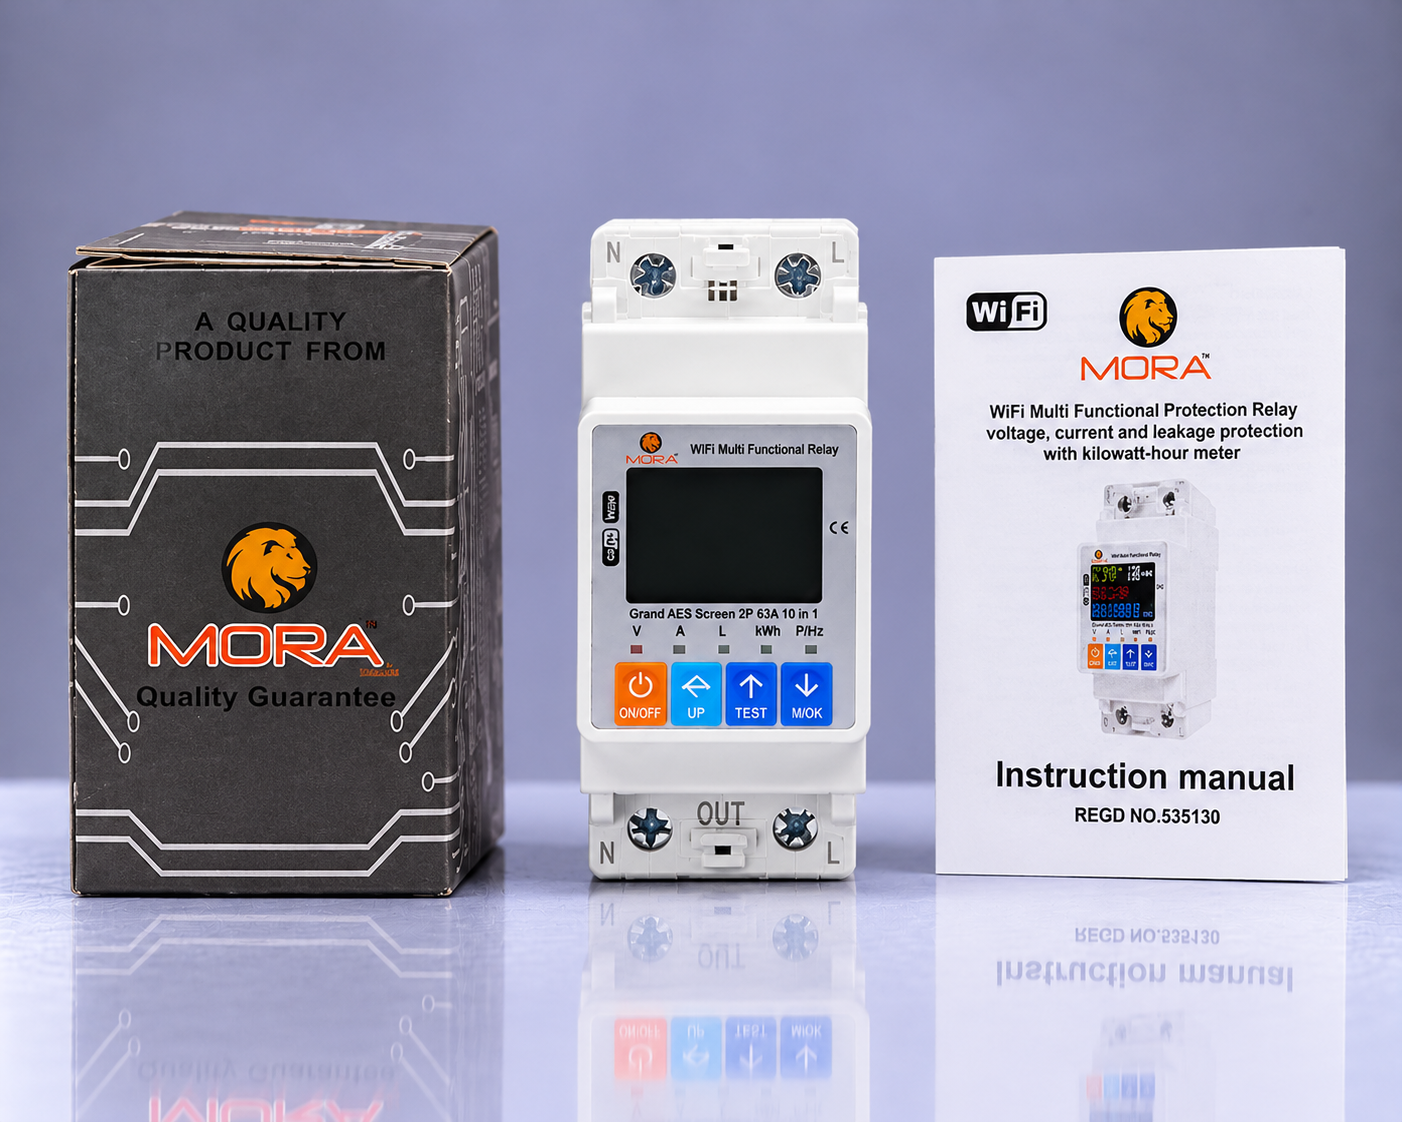 A QUALITY
PRODUCT FROM
MORA
Quality Guarantee
N
L
MORA
WIFi Multi Functional Relay
CE
Grand AES Screen 2P 63A 10 in 1
V A L kWh P/Hz
ON/OFF UP TEST M/OK
OUT
N
L
WiFi
MORA™
WiFi Multi Functional Protection Relay
voltage, current and leakage protection
with kilowatt-hour meter
Instruction manual
REGD NO.535130